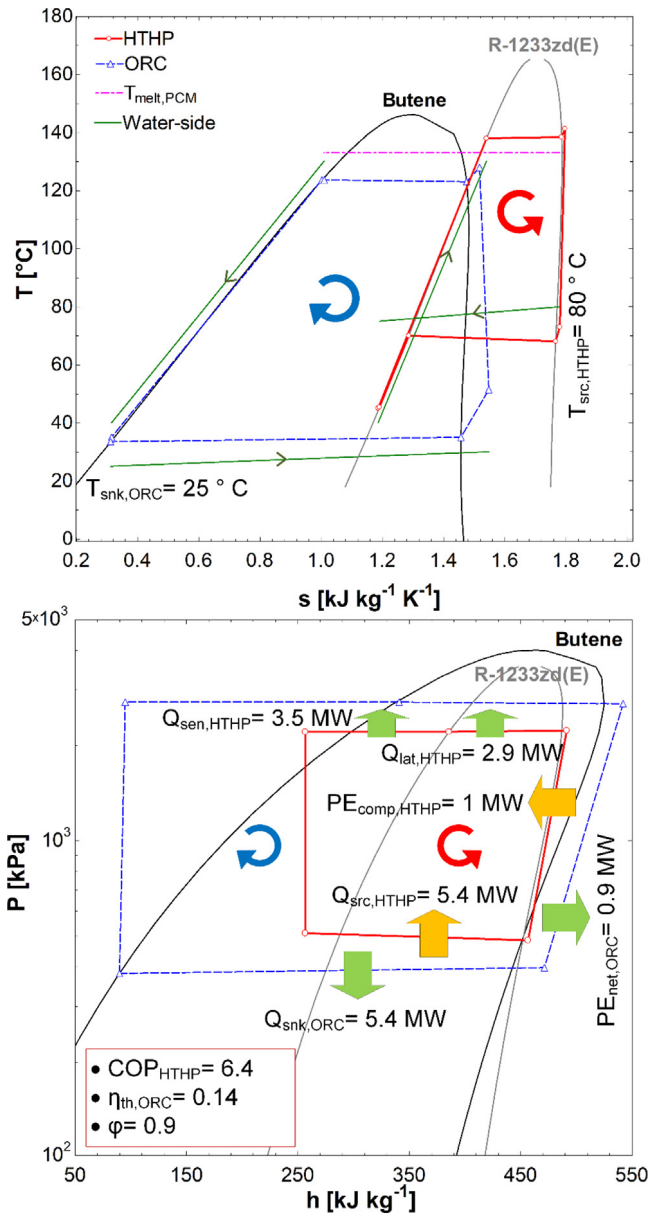 180
160
140
120
100
80
60
40
20
0
T [°C]
HTHP
ORC
T_melt,PCM
Water-side
R-1233zd(E)
Butene
T_src,HTHP= 80 ° C
T_snk,ORC= 25 ° C
0.2 0.4 0.6 0.8 1.0 1.2 1.4 1.6 1.8 2.0
s [kJ kg⁻¹ K⁻¹]
5×10³
10³
10²
P [kPa]
Butene
R-1233zd(E)
Q_sen,HTHP= 3.5 MW
Q_lat,HTHP= 2.9 MW
PE_comp,HTHP= 1 MW
Q_src,HTHP= 5.4 MW
PE_net,ORC= 0.9 MW
Q_snk,ORC= 5.4 MW
• COP_HTHP= 6.4
• η_th,ORC= 0.14
• φ= 0.9
50 150 250 350 450 550
h [kJ kg⁻¹]